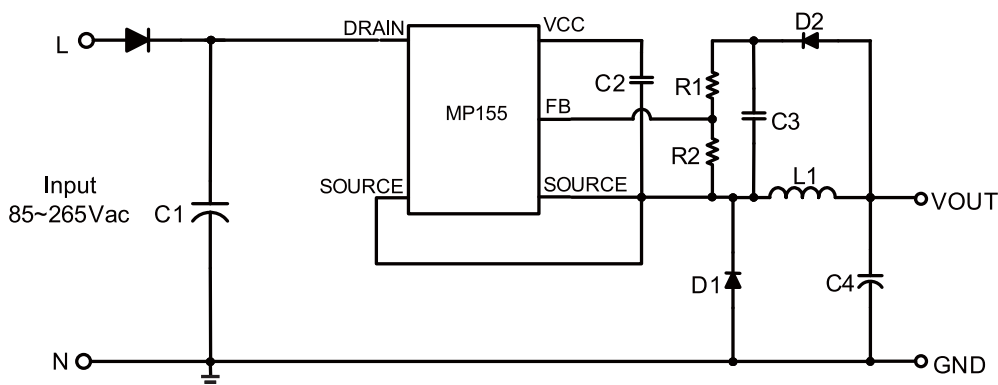 L
DRAIN
VCC
D2
C2
R1
MP155
FB
C3
R2
Input
85~265Vac
C1
SOURCE
SOURCE
L1
VOUT
D1
C4
N
GND